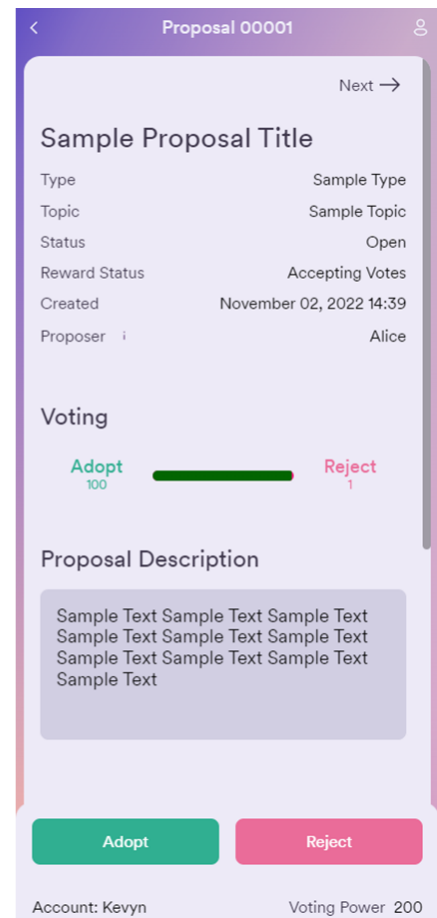 Proposal 00001
Next →
Sample Proposal Title
Type Sample Type
Topic Sample Topic
Status Open
Reward Status Accepting Votes
Created November 02, 2022 14:39
Proposer i Alice
Voting
Adopt Reject
100 1
Proposal Description
Sample Text Sample Text Sample Text
Sample Text Sample Text Sample Text
Sample Text Sample Text Sample Text
Sample Text
Adopt Reject
Account: Kevyn Voting Power 200